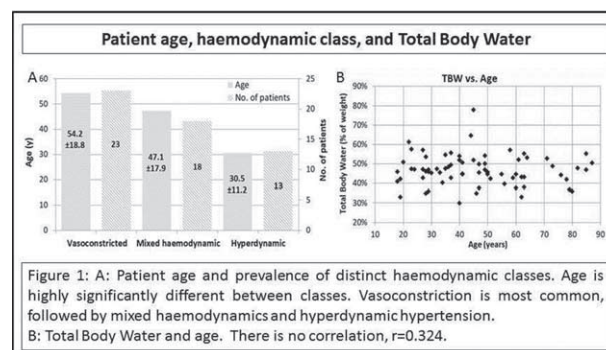 Patient age, haemodynamic class, and Total Body Water
A
Age
No. of patients
60
50
40
30
20
10
0
Age (y)
54.2
±18.8
23
47.1
±17.9
18
30.5
±11.2
13
25
20
15
10
5
0
No. of patients
Vasoconstricted Mixed haemodynamic Hyperdynamic
B
TBW vs. Age
90%
80%
70%
60%
50%
40%
30%
20%
Total Body Water (% of weight)
10 20 30 40 50 60 70 80 90
Age (years)
Figure 1: A: Patient age and prevalence of distinct haemodynamic classes. Age is
highly significantly different between classes. Vasoconstriction is most common,
followed by mixed haemodynamics and hyperdynamic hypertension.
B: Total Body Water and age. There is no correlation, r=0.324.